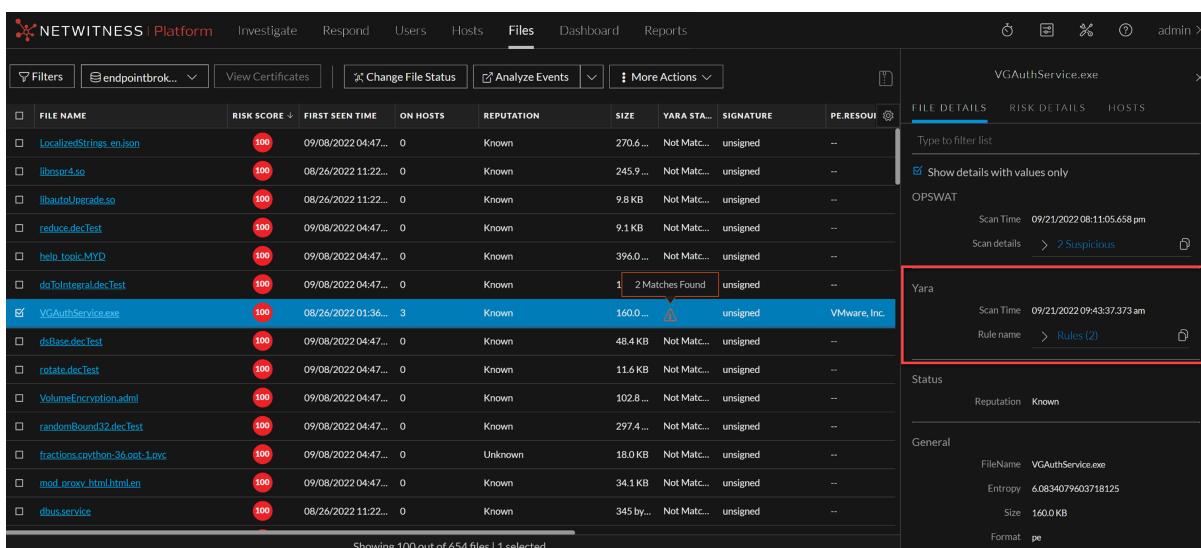 NETWITNESS Platform Investigate Respond Users Hosts Files Dashboard Reports admin
Filters endpointbrok... View Certificates Change File Status Analyze Events More Actions
FILE NAME RISK SCORE ↓ FIRST SEEN TIME ON HOSTS REPUTATION SIZE YARA STA... SIGNATURE PE.RESOUI
LocalizedStrings_en.json 100 09/08/2022 04:47... 0 Known 270.6 ... Not Matc... unsigned --
libnspr4.so 100 08/26/2022 11:22... 0 Known 245.9 ... Not Matc... unsigned --
libautoUpgrade.so 100 08/26/2022 11:22... 0 Known 9.8 KB Not Matc... unsigned --
reduce.decTest 100 09/08/2022 04:47... 0 Known 9.1 KB Not Matc... unsigned --
help_topic.MYD 100 09/08/2022 04:47... 0 Known 396.0 ... Not Matc... unsigned --
dqToIntegral.decTest 100 09/08/2022 04:47... 0 Known 1 2 Matches Found unsigned --
VGAuthService.exe 100 08/26/2022 01:36... 3 Known 160.0 ... unsigned VMware, Inc.
dsBase.decTest 100 09/08/2022 04:47... 0 Known 48.4 KB Not Matc... unsigned --
rotate.decTest 100 09/08/2022 04:47... 0 Known 11.6 KB Not Matc... unsigned --
VolumeEncryption.adml 100 09/08/2022 04:47... 0 Known 102.8 ... Not Matc... unsigned --
randomBound32.decTest 100 09/08/2022 04:47... 0 Known 297.4 ... Not Matc... unsigned --
fractions.cpython-36.opt-1.pyc 100 09/08/2022 04:47... 0 Unknown 18.0 KB Not Matc... unsigned --
mod_proxy_html.html.en 100 09/08/2022 04:47... 0 Known 34.1 KB Not Matc... unsigned --
dbus.service 100 08/26/2022 11:22... 0 Known 345 by... Not Matc... unsigned --
Showing 100 out of 654 files | 1 selected
VGAuthService.exe
FILE DETAILS RISK DETAILS HOSTS
Type to filter list
Show details with values only
OPSWAT
Scan Time 09/21/2022 08:11:05.658 pm
Scan details > 2 Suspicious
Yara
Scan Time 09/21/2022 09:43:37.373 am
Rule name > Rules (2)
Status
Reputation Known
General
FileName VGAuthService.exe
Entropy 6.0834079603718125
Size 160.0 KB
Format pe